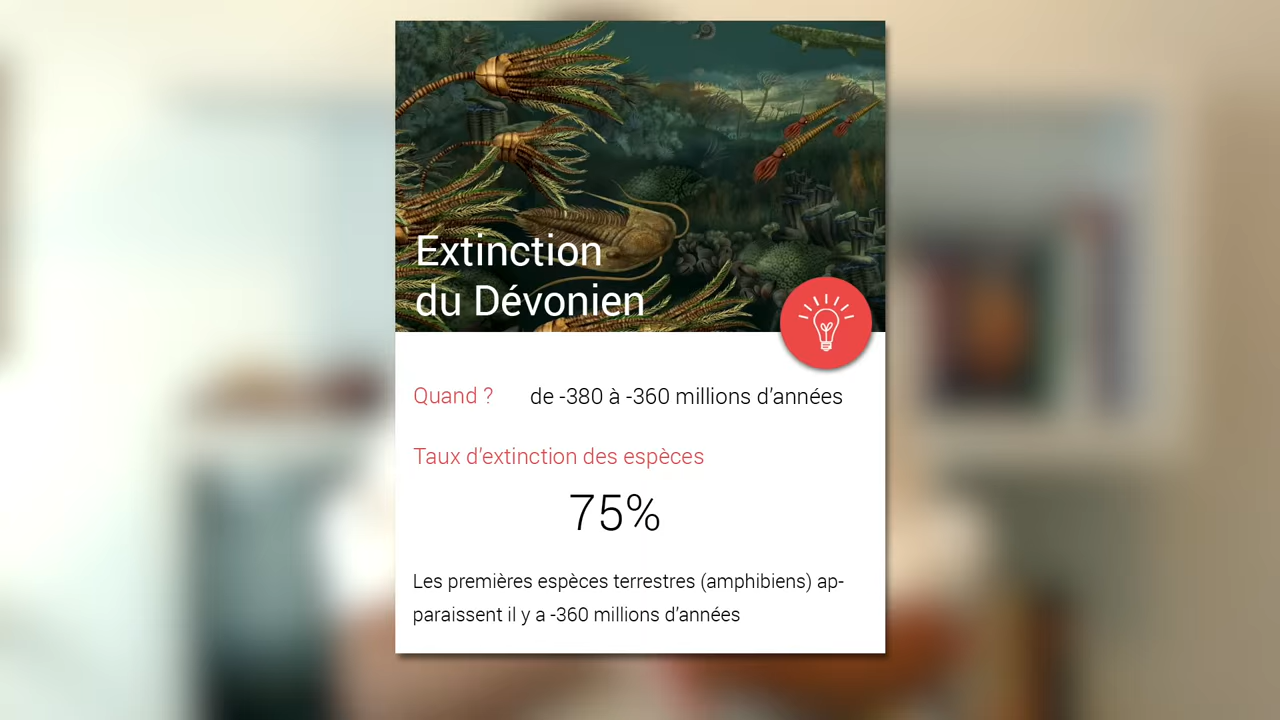 Extinction
du Dévonien
Quand ? de -380 à -360 millions d’années
Taux d’extinction des espèces
75%
Les premières espèces terrestres (amphibiens) ap-
paraissent il y a -360 millions d’années